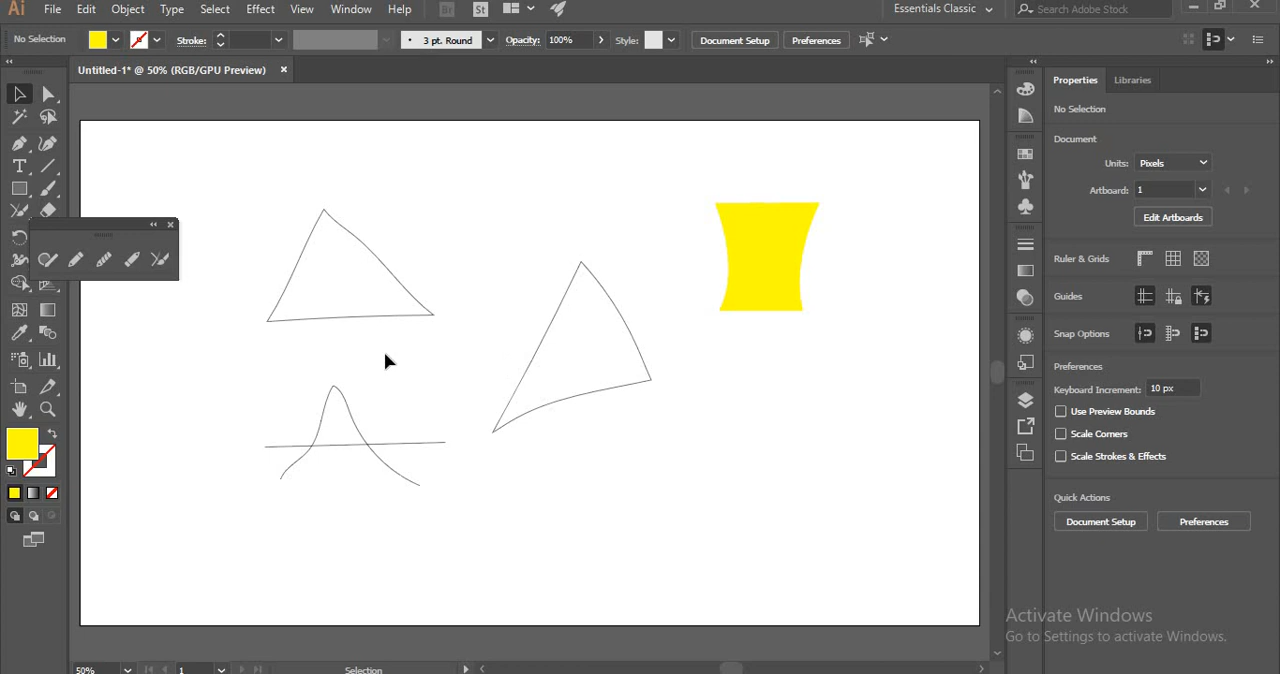 Ai File Edit Object Type Select Effect View Window Help Br St Essentials Classic Search Adobe Stock
No Selection Stroke: 3 pt. Round Opacity: 100% Style: Document Setup Preferences
Untitled-1* @ 50% (RGB/GPU Preview)
Properties Libraries
No Selection
Document
Units: Pixels
Artboard: 1
Edit Artboards
Ruler & Grids
Guides
Snap Options
Preferences
Keyboard Increment: 10 px
Use Preview Bounds
Scale Corners
Scale Strokes & Effects
Quick Actions
Document Setup Preferences
Activate Windows
Go to Settings to activate Windows.
50% 1 Selection